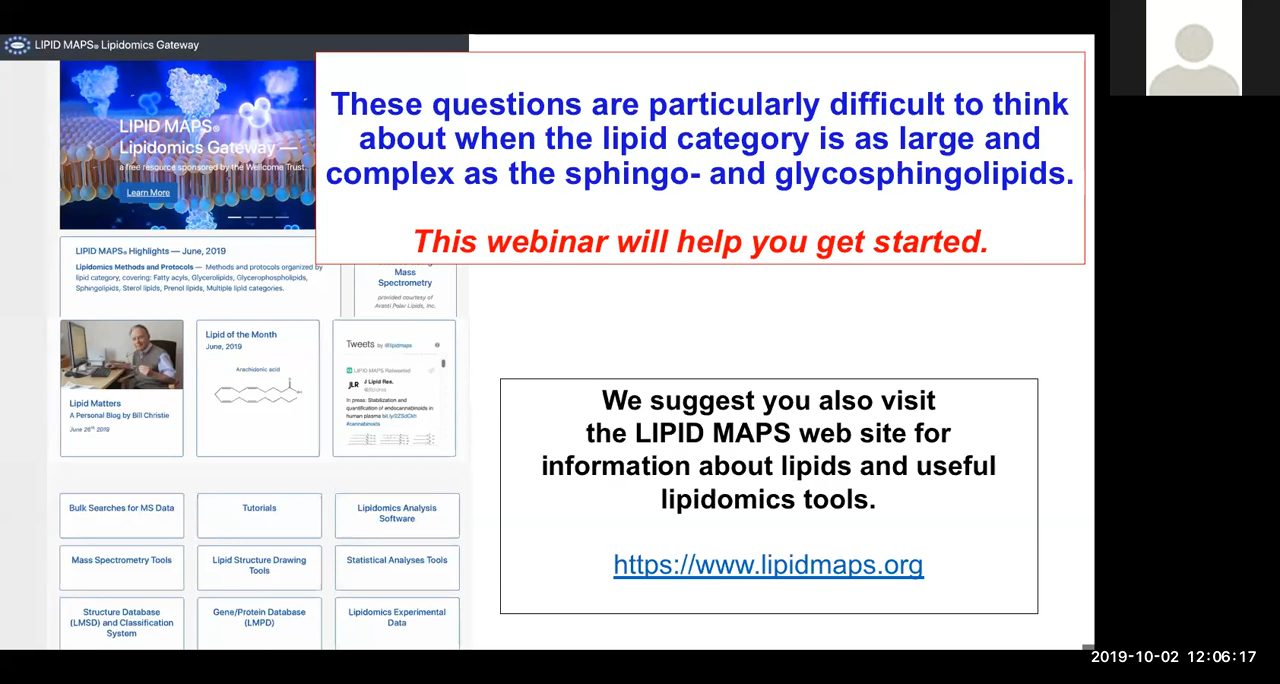 LIPID MAPS® Lipidomics Gateway
These questions are particularly difficult to think
about when the lipid category is as large and
complex as the sphingo- and glycosphingolipids.
This webinar will help you get started.
LIPID MAPS®
Lipidomics Gateway —
a free resource sponsored by the Wellcome Trust.
Learn More
LIPID MAPS® Highlights — June, 2019
Lipidomics Methods and Protocols — Methods and protocols organized by
lipid category, covering: Fatty acyls, Glycerolipids, Glycerophospholipids,
Sphingolipids, Sterol lipids, Prenol lipids, Multiple lipid categories.
Mass
Spectrometry
provided courtesy of
Avanti Polar Lipids, Inc.
Lipid Matters
A Personal Blog by Bill Christie
June 26th 2019
Lipid of the Month
June, 2019
Arachidonic acid
Tweets by @lipidmaps
LIPID MAPS Retweeted
JLR J Lipid Res.
In press: Stabilization and
quantification of endocannabinoids in
human plasma
#cannabinoids
We suggest you also visit
the LIPID MAPS web site for
information about lipids and useful
lipidomics tools.
https://www.lipidmaps.org
Bulk Searches for MS Data
Tutorials
Lipidomics Analysis
Software
Mass Spectrometry Tools
Lipid Structure Drawing
Tools
Statistical Analyses Tools
Structure Database
(LMSD) and Classification
System
Gene/Protein Database
(LMPD)
Lipidomics Experimental
Data
2019-10-02 12:06:17